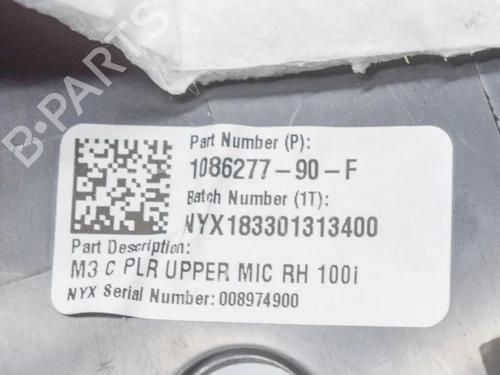 B-PARTS
Part Number (P):
1086277-90-F
Batch Number (1T):
NYX183301313400
Part Description:
M3 C PLR UPPER MIC RH 100i
NYX Serial Number: 008974900